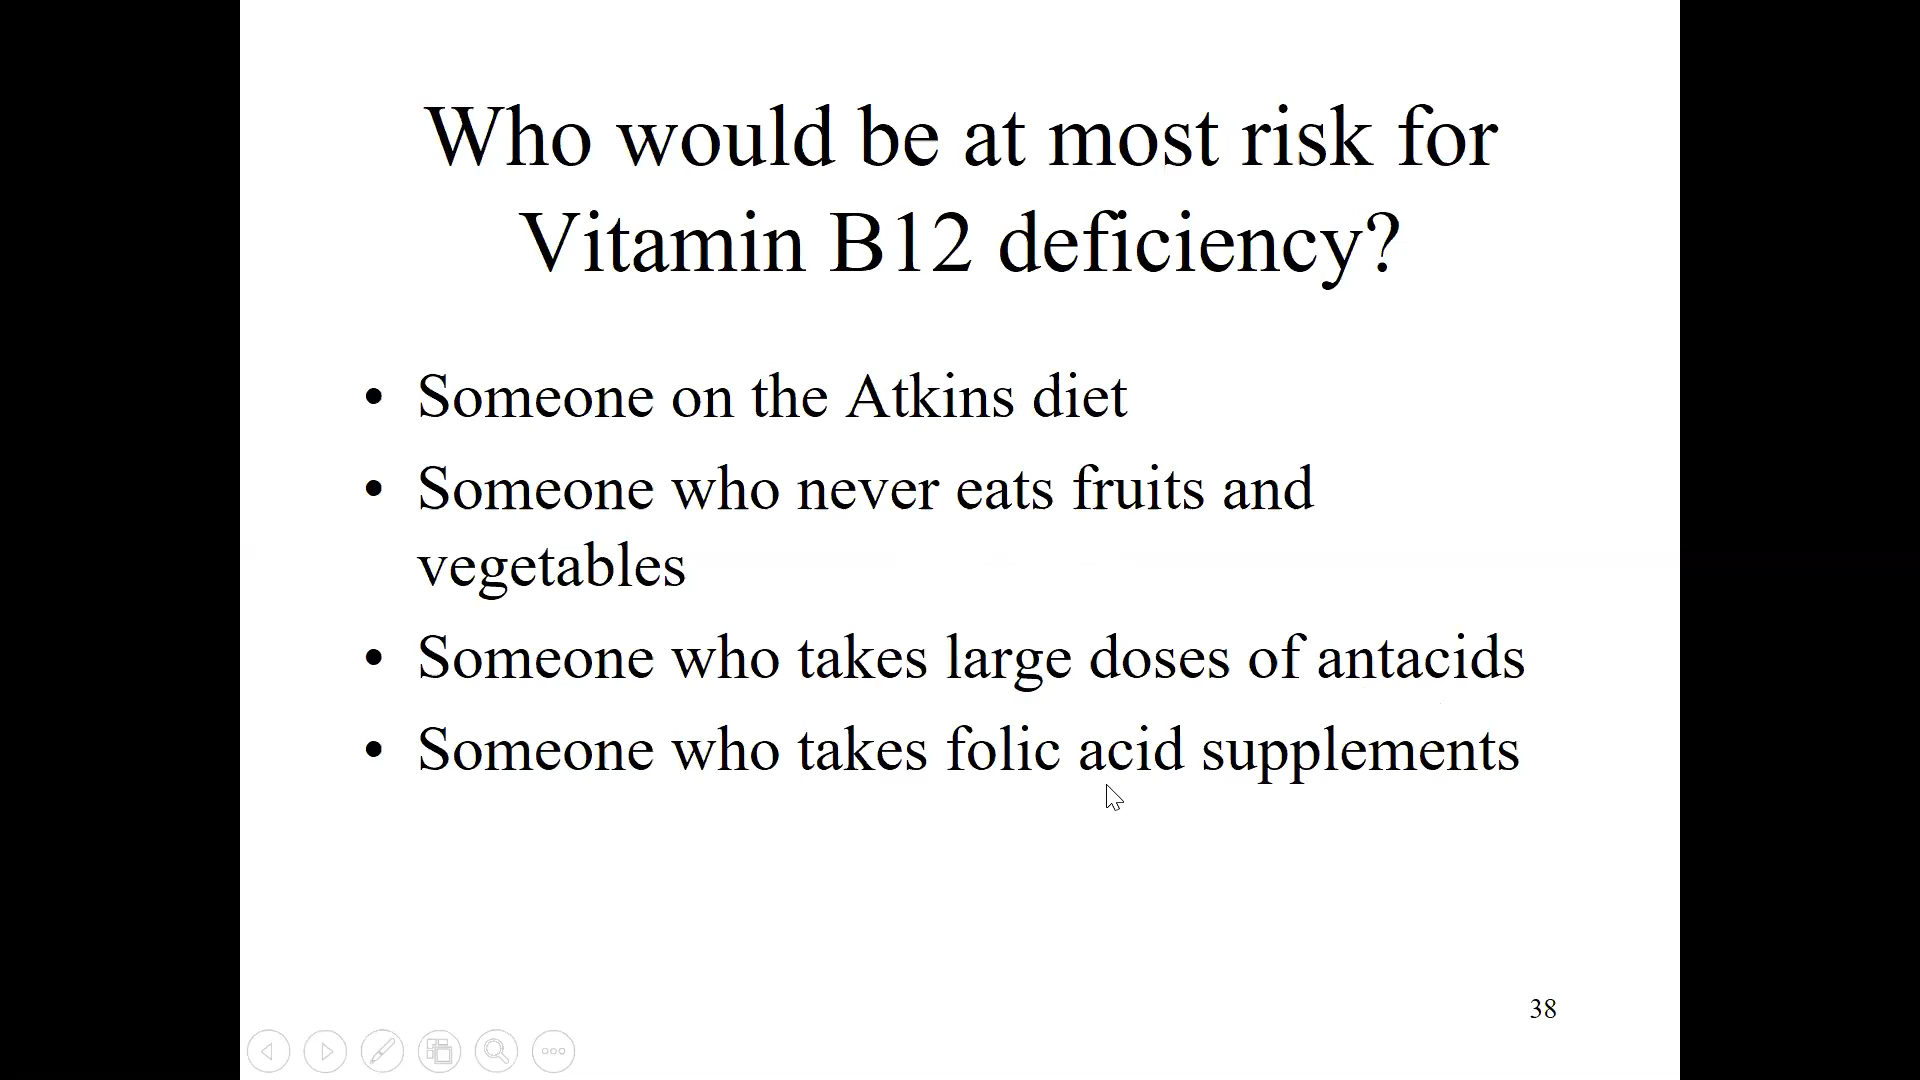 Who would be at most risk for
Vitamin B12 deficiency?
• Someone on the Atkins diet
• Someone who never eats fruits and
vegetables
• Someone who takes large doses of antacids
• Someone who takes folic acid supplements
38